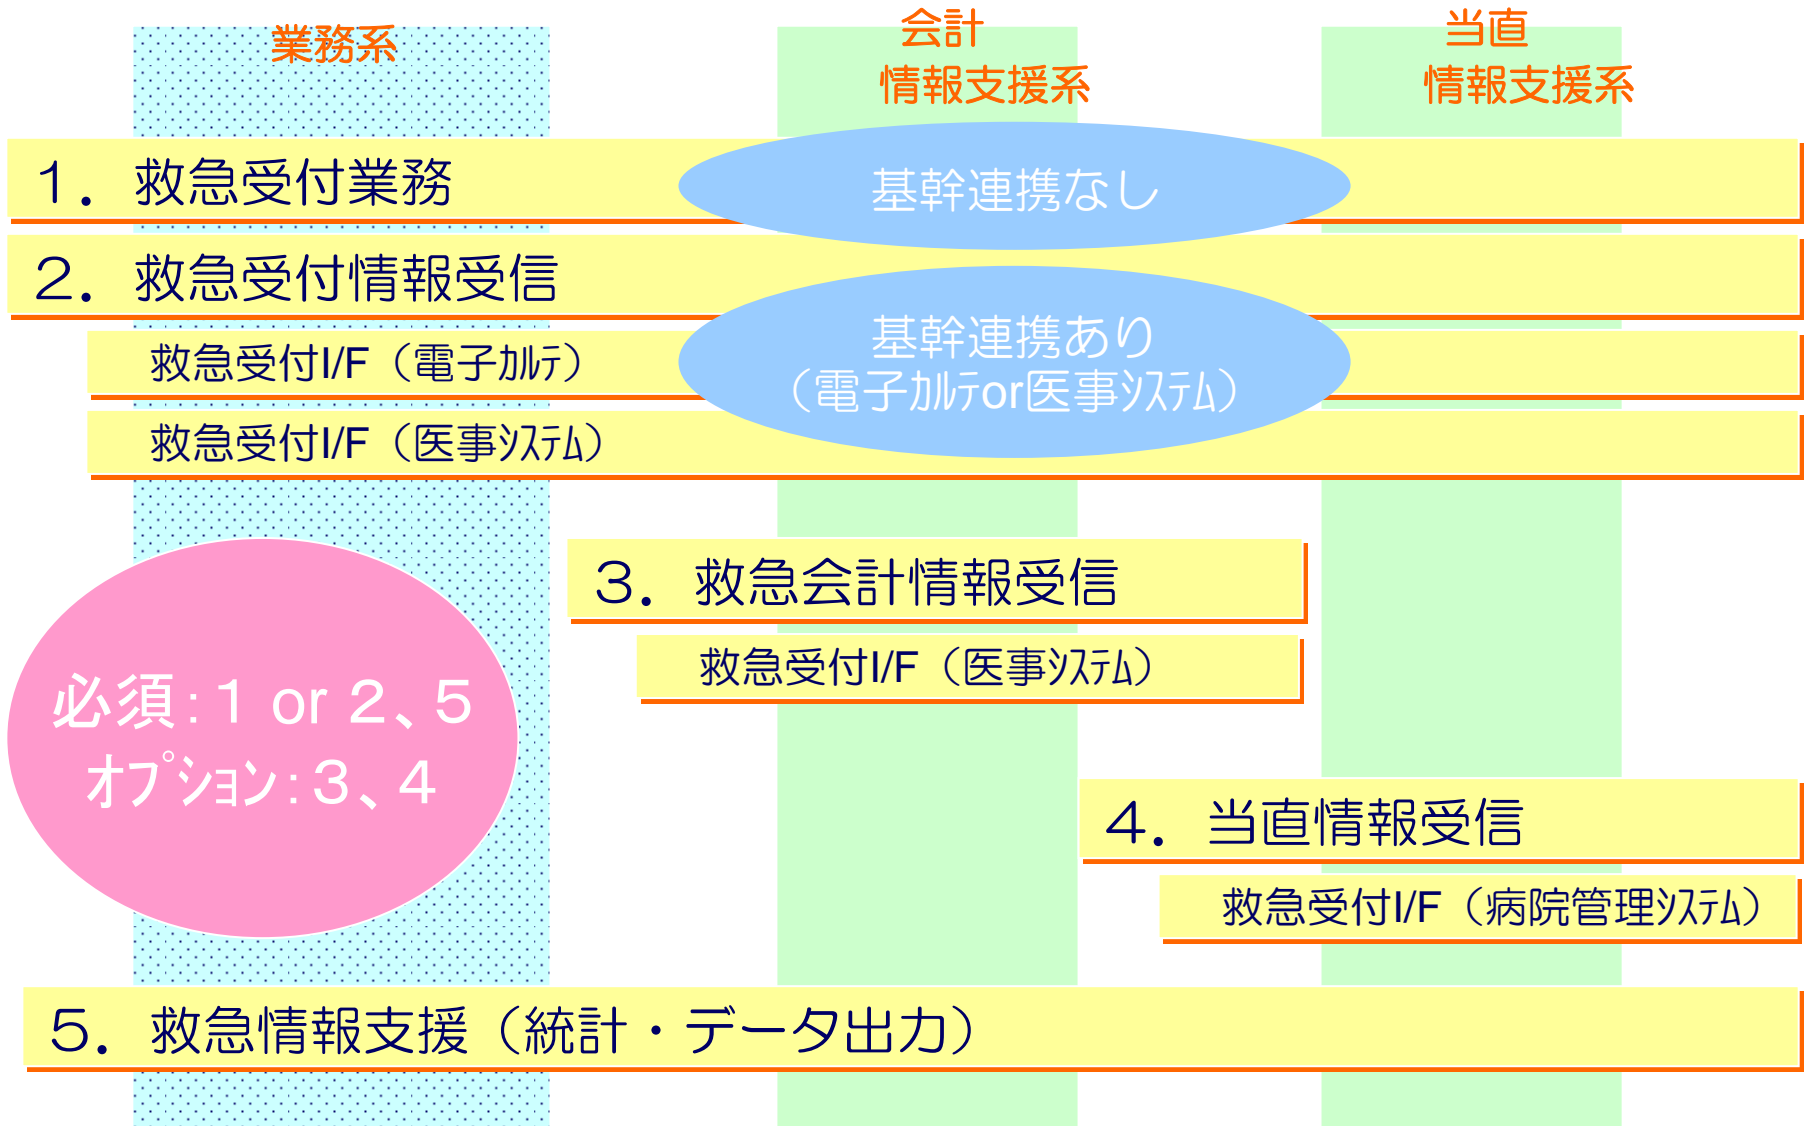 業務系
会計
情報支援系
当直
情報支援系
１．救急受付業務
基幹連携なし
２．救急受付情報受信
基幹連携あり
（電子ｶﾙﾃor医事ｼｽﾃﾑ）
救急受付I/F（電子ｶﾙﾃ）
救急受付I/F（医事ｼｽﾃﾑ）
３．救急会計情報受信
救急受付I/F（医事ｼｽﾃﾑ）
必須：１ or ２、５
ｵﾌﾟｼｮﾝ：３、４
４．当直情報受信
救急受付I/F（病院管理ｼｽﾃﾑ）
５．救急情報支援（統計・データ出力）